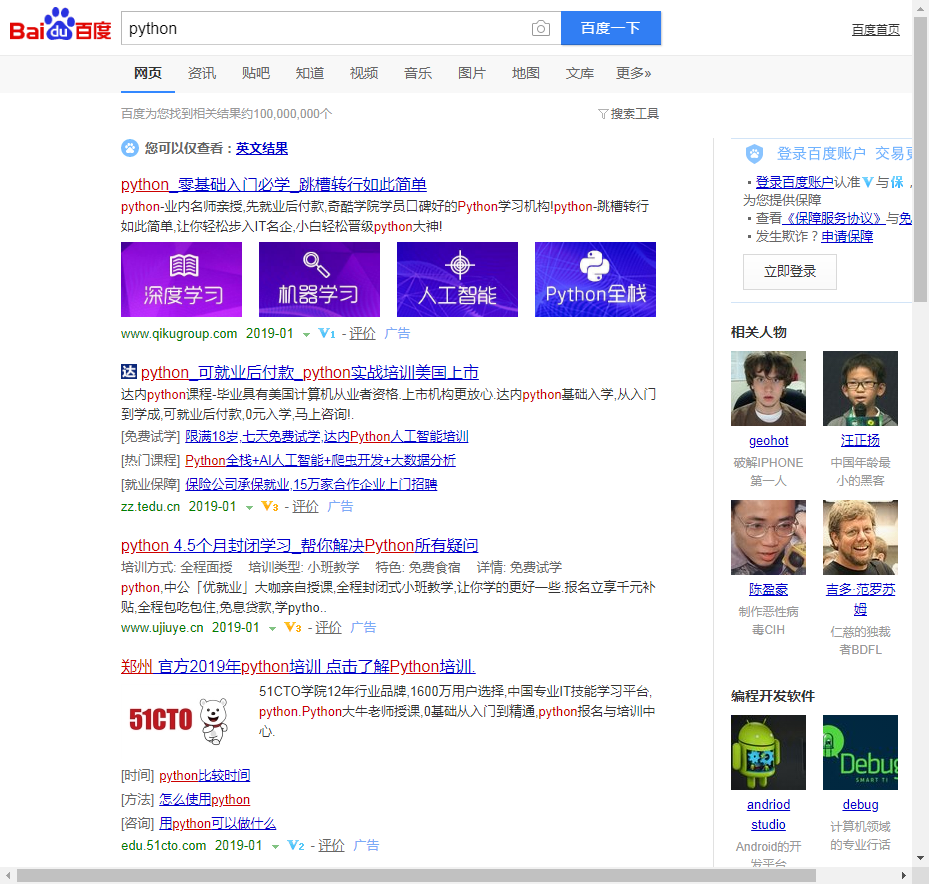 Bai du 百度
python
百度一下
百度首页
网页 资讯 贴吧 知道 视频 音乐 图片 地图 文库 更多»
百度为您找到相关结果约100,000,000个
搜索工具
您可以仅查看：英文结果
python_零基础入门必学_跳槽转行如此简单
python-业内名师亲授,先就业后付款,奇酷学院学员口碑好的Python学习机构!python-跳槽转行
如此简单,让你轻松步入IT名企,小白轻松晋级python大神!
深度学习
机器学习
人工智能
Python全栈
www.qikugroup.com 2019-01 V1 - 评价 广告
达 python_可就业后付款_python实战培训美国上市
达内python课程-毕业具有美国计算机从业者资格.上市机构更放心.达内python基础入学,从入门
到学成,可就业后付款,0元入学,马上咨询!.
[免费试学] 限满18岁,七天免费试学,达内Python人工智能培训
[热门课程] Python全栈+AI人工智能+爬虫开发+大数据分析
[就业保障] 保险公司承保就业,15万家合作企业上门招聘
zz.tedu.cn 2019-01 V3 - 评价 广告
python 4.5个月封闭学习_帮你解决Python所有疑问
培训方式: 全程面授 培训类型: 小班教学 特色: 免费食宿 详情: 免费试学
python,中公「优就业」大咖亲自授课,全程封闭式小班教学,让你学的更好一些.报名立享千元补
贴,全程包吃包住,免息贷款,学pytho..
www.ujiuye.cn 2019-01 V3 - 评价 广告
郑州 官方2019年python培训 点击了解Python培训.
51CTO
51CTO学院12年行业品牌,1600万用户选择,中国专业IT技能学习平台,
python.Python大牛老师授课,0基础从入门到精通,python报名与培训中
心.
[时间] python比较时间
[方法] 怎么使用python
[咨询] 用python可以做什么
edu.51cto.com 2019-01 V2 - 评价 广告
登录百度账户 交易更
登录百度账户认准V与保，
为您提供保障
查看《保障服务协议》与免
发生欺诈？申请保障
立即登录
相关人物
geohot
破解IPHONE
第一人
汪正扬
中国年龄最
小的黑客
陈盈豪
制作恶性病
毒CIH
吉多·范罗苏
姆
仁慈的独裁
者BDFL
编程开发软件
Debug
SMART TI
andriod
studio
Android的开
发平台
debug
计算机领域
的专业行话